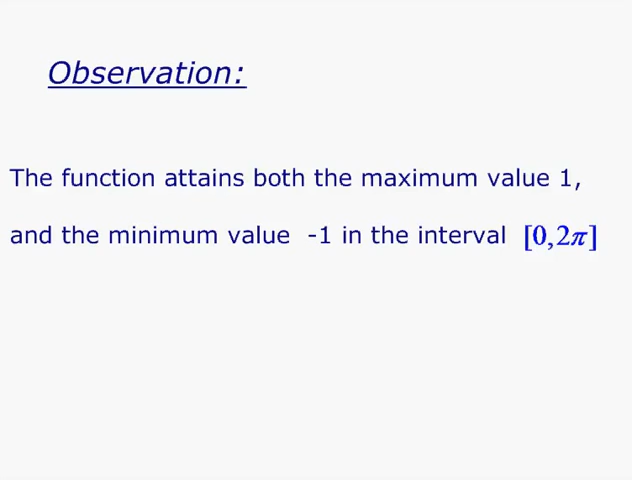 Observation:
The function attains both the maximum value 1,
and the minimum value -1 in the interval [0,2π]